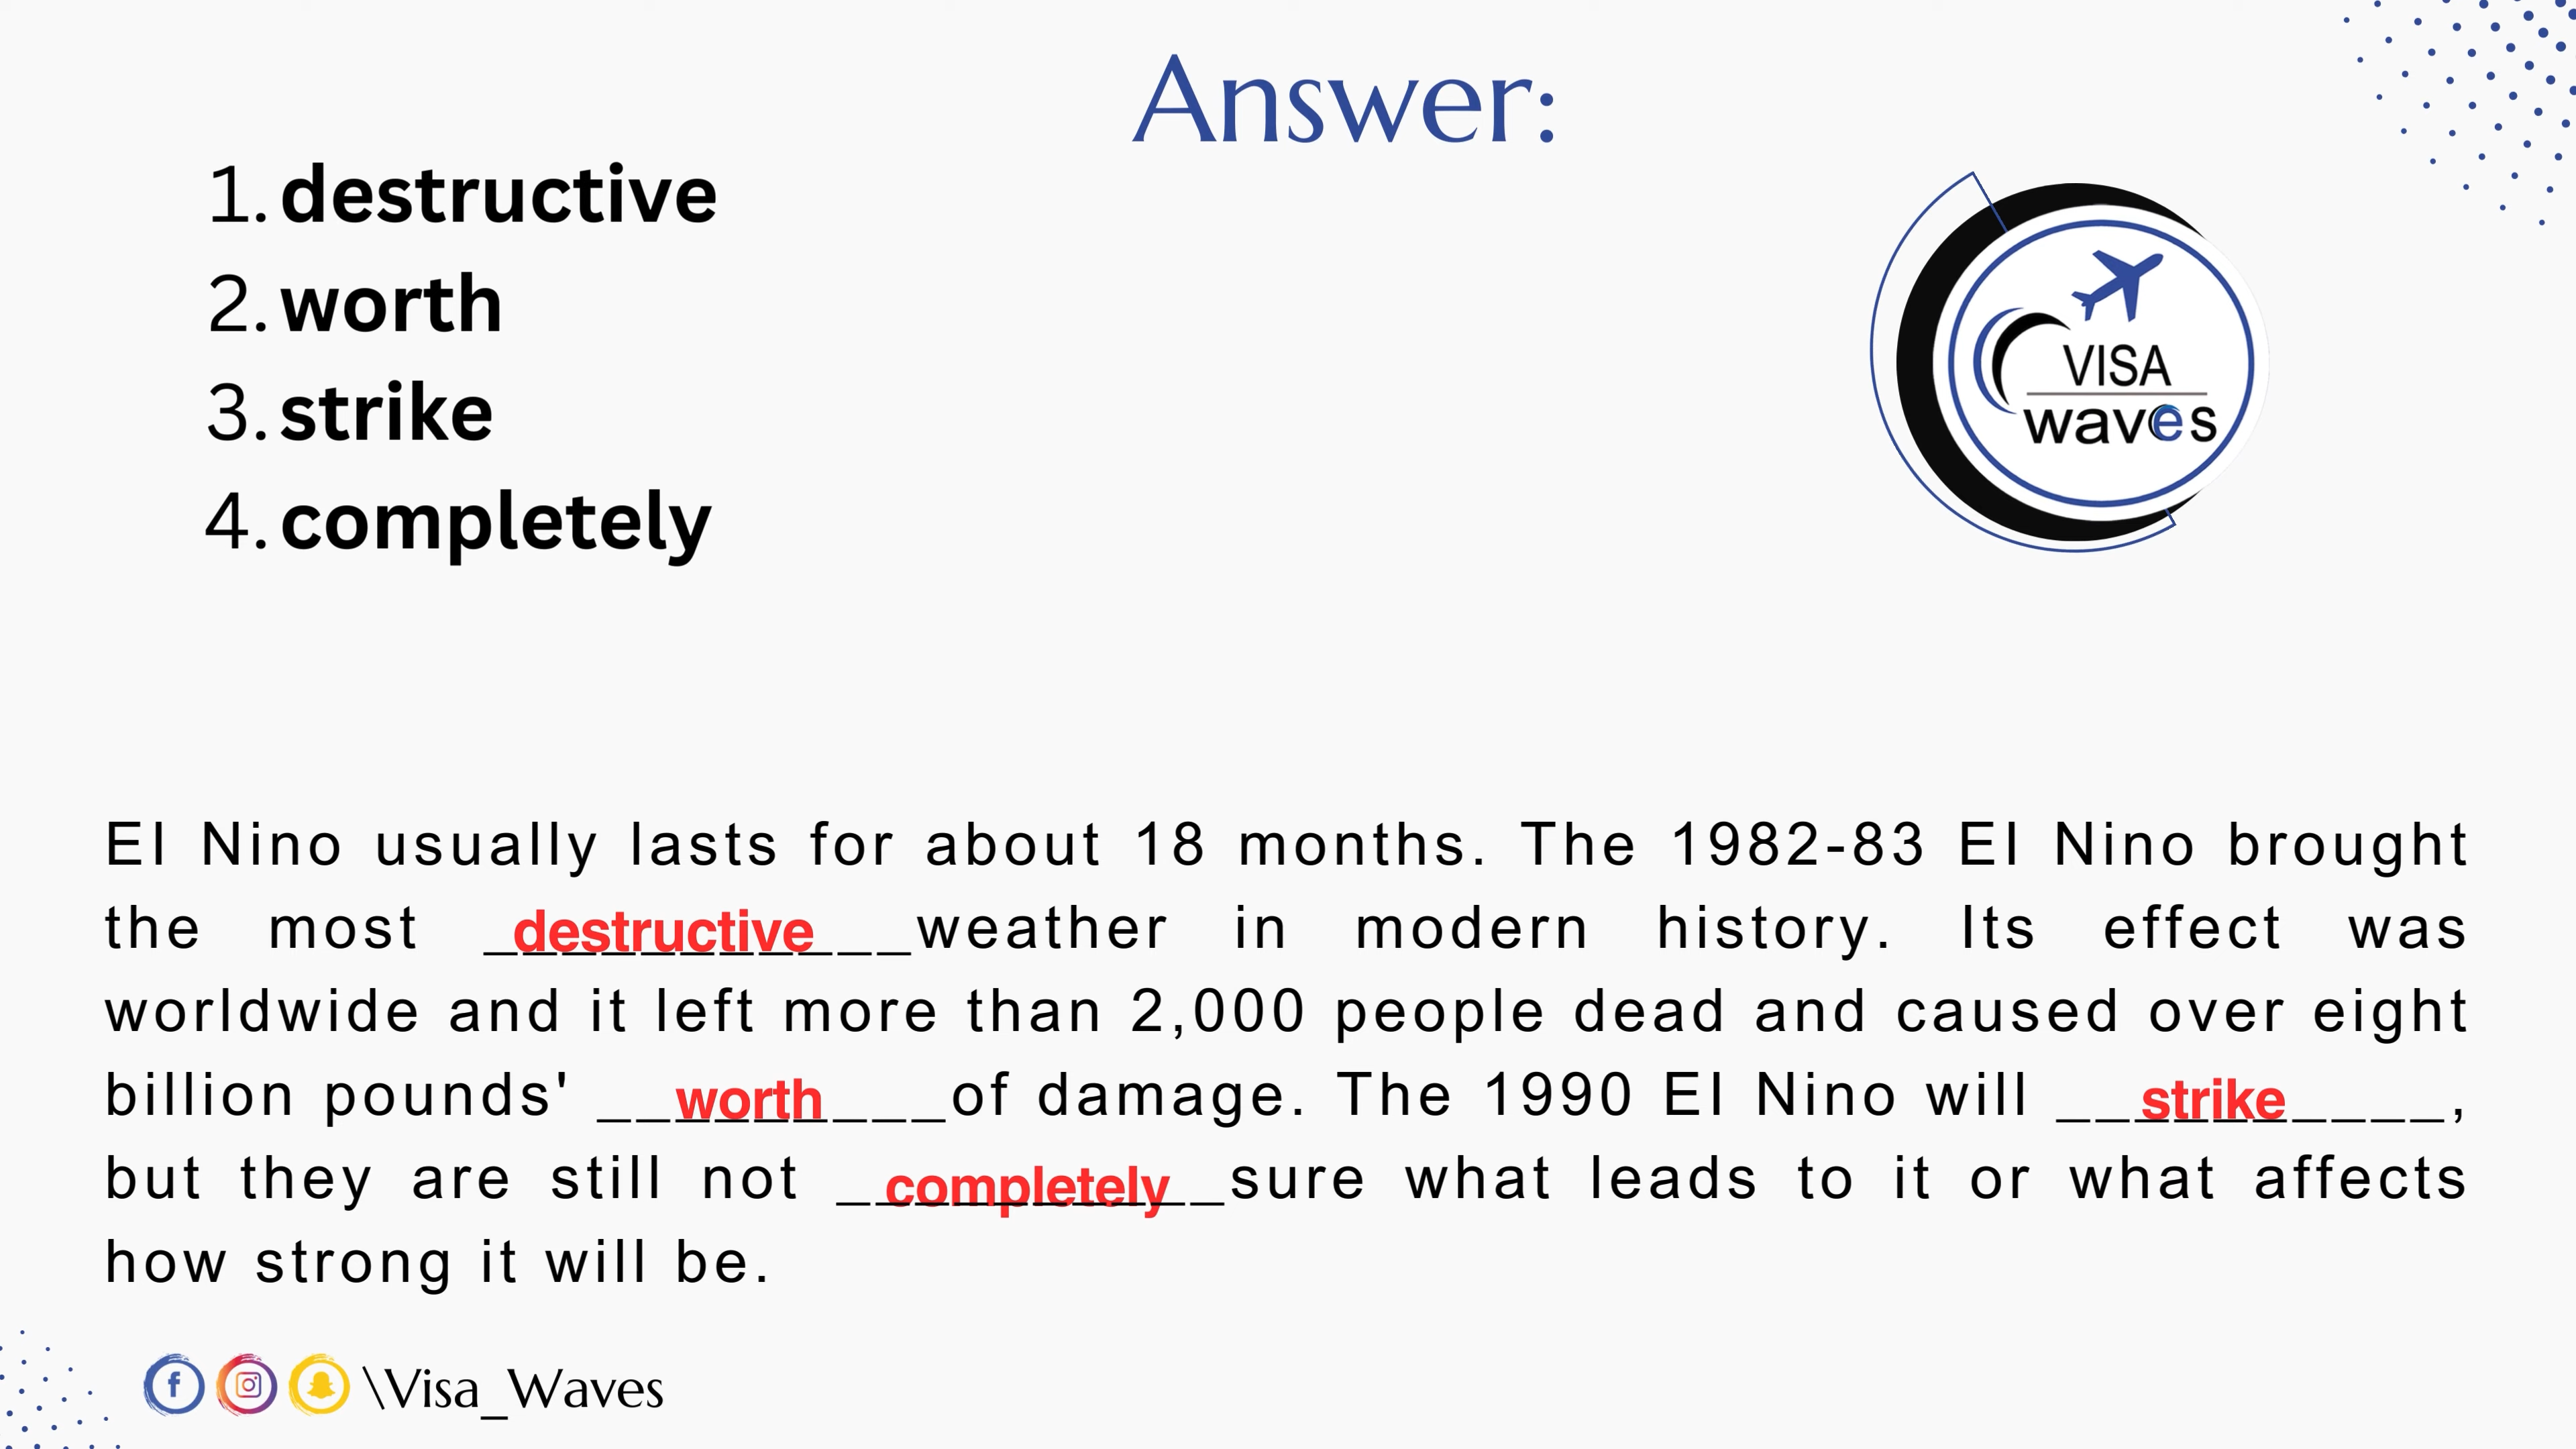 Answer:
1. destructive
2. worth
3. strike
4. completely
VISA
waves
El Nino usually lasts for about 18 months. The 1982-83 El Nino brought
the most _destructive__weather in modern history. Its effect was
worldwide and it left more than 2,000 people dead and caused over eight
billion pounds' __worth___of damage. The 1990 El Nino will __strike____,
but they are still not _completely_sure what leads to it or what affects
how strong it will be.
\Visa_Waves